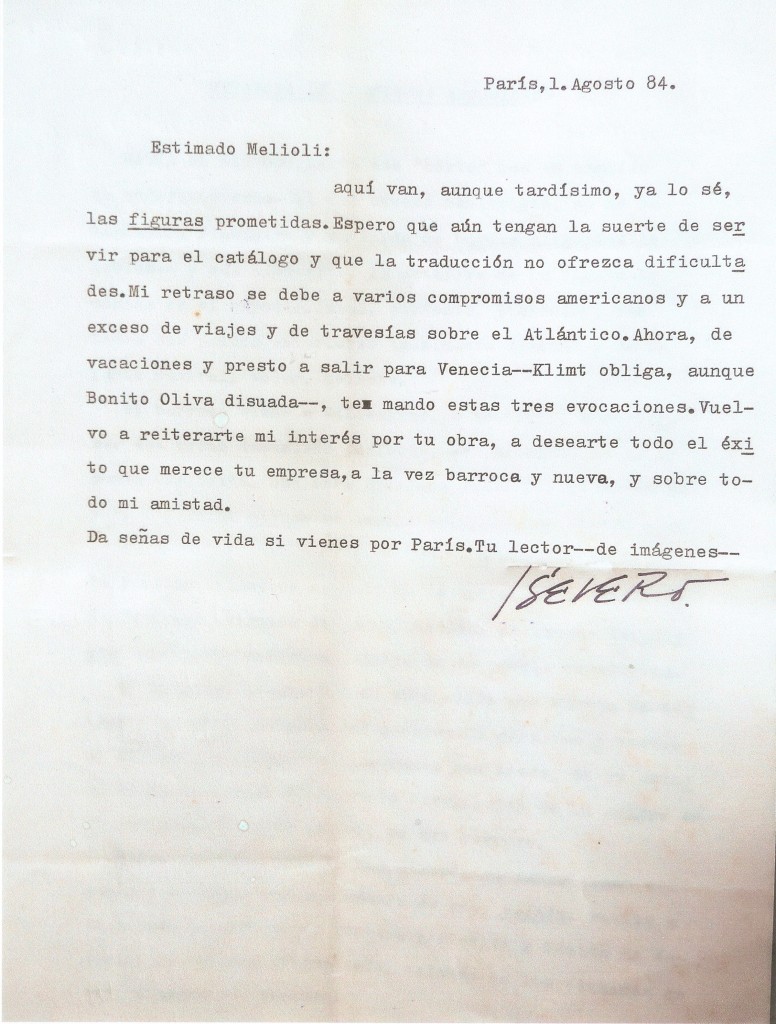 París,1.Agosto 84.
Estimado Melioli:
aquí van, aunque tardísimo, ya lo sé,
las figuras prometidas.Espero que aún tengan la suerte de ser
vir para el catálogo y que la traducción no ofrezca dificulta
des.Mi retraso se debe a varios compromisos americanos y a un
exceso de viajes y de travesías sobre el Atlántico.Ahora, de
vacaciones y presto a salir para Venecia--Klimt obliga, aunque
Bonito Oliva disuada--, te mando estas tres evocaciones.Vuel-
vo a reiterarte mi interés por tu obra, a desearte todo el éxi
to que merece tu empresa,a la vez barroca y nueva, y sobre to-
do mi amistad.
Da señas de vida si vienes por París.Tu lector--de imágenes--
SEVERO.